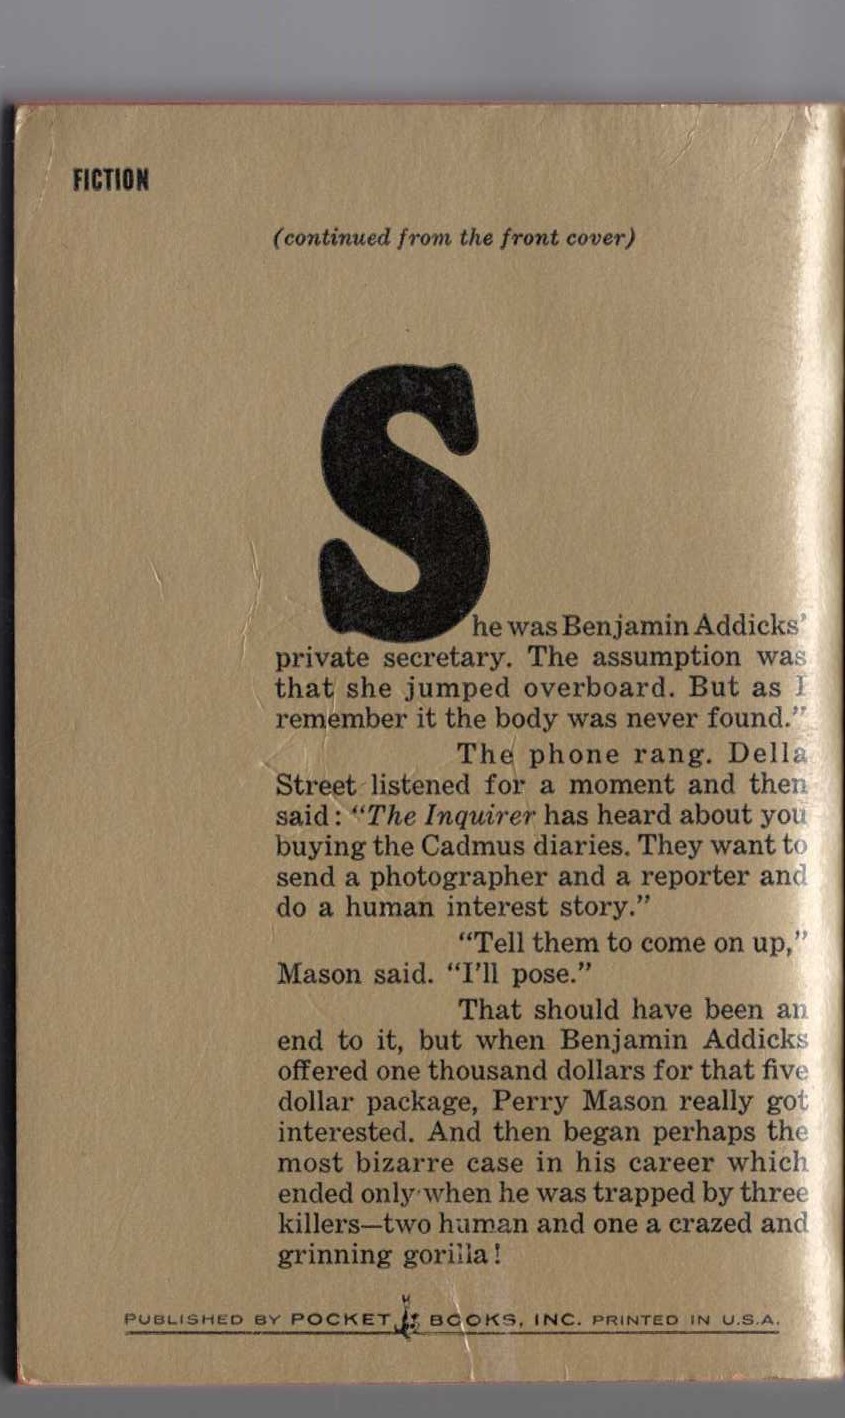 FICTION
(continued from the front cover)
She was Benjamin Addicks'
private secretary. The assumption was
that she jumped overboard. But as I
remember it the body was never found.”
The phone rang. Della
Street listened for a moment and then
said: “The Inquirer has heard about you
buying the Cadmus diaries. They want to
send a photographer and a reporter and
do a human interest story.”
“Tell them to come on up,”
Mason said. “I'll pose.”
That should have been an
end to it, but when Benjamin Addicks
offered one thousand dollars for that five
dollar package, Perry Mason really got
interested. And then began perhaps the
most bizarre case in his career which
ended only when he was trapped by three
killers—two human and one a crazed and
grinning gorilla!
PUBLISHED BY POCKET BOOKS, INC. PRINTED IN U.S.A.